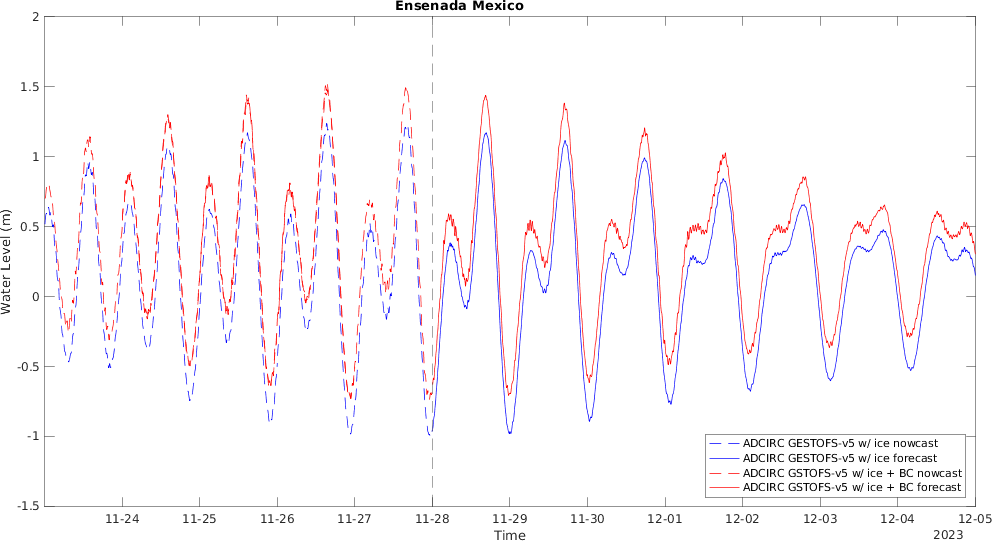 Ensenada Mexico
Water Level (m)
2
1.5
1
0.5
0
-0.5
-1
-1.5
ADCIRC GESTOFS-v5 w/ ice nowcast
ADCIRC GESTOFS-v5 w/ ice forecast
ADCIRC GSTOFS-v5 w/ ice + BC nowcast
ADCIRC GSTOFS-v5 w/ ice + BC forecast
11-24 11-25 11-26 11-27 11-28 11-29 11-30 12-01 12-02 12-03 12-04 12-05
Time
2023